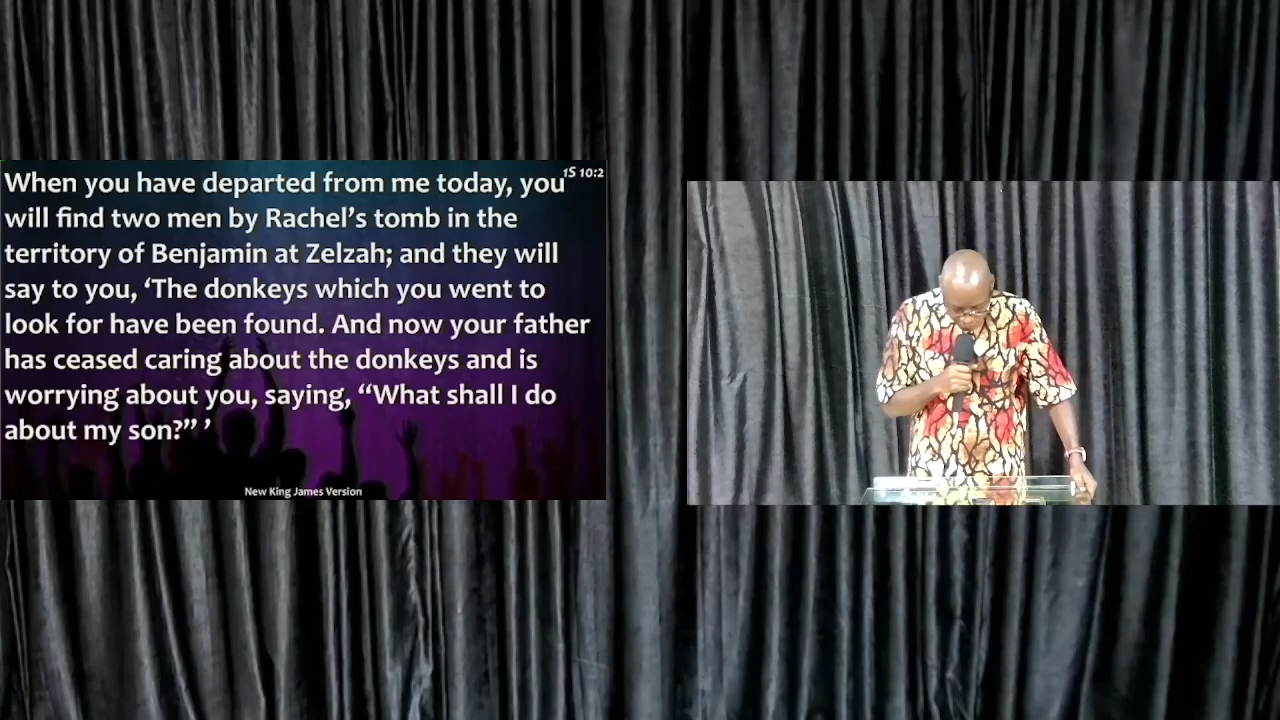 1S 10:2
When you have departed from me today, you
will find two men by Rachel’s tomb in the
territory of Benjamin at Zelzah; and they will
say to you, ‘The donkeys which you went to
look for have been found. And now your father
has ceased caring about the donkeys and is
worrying about you, saying, “What shall I do
about my son?” ’
New King James Version